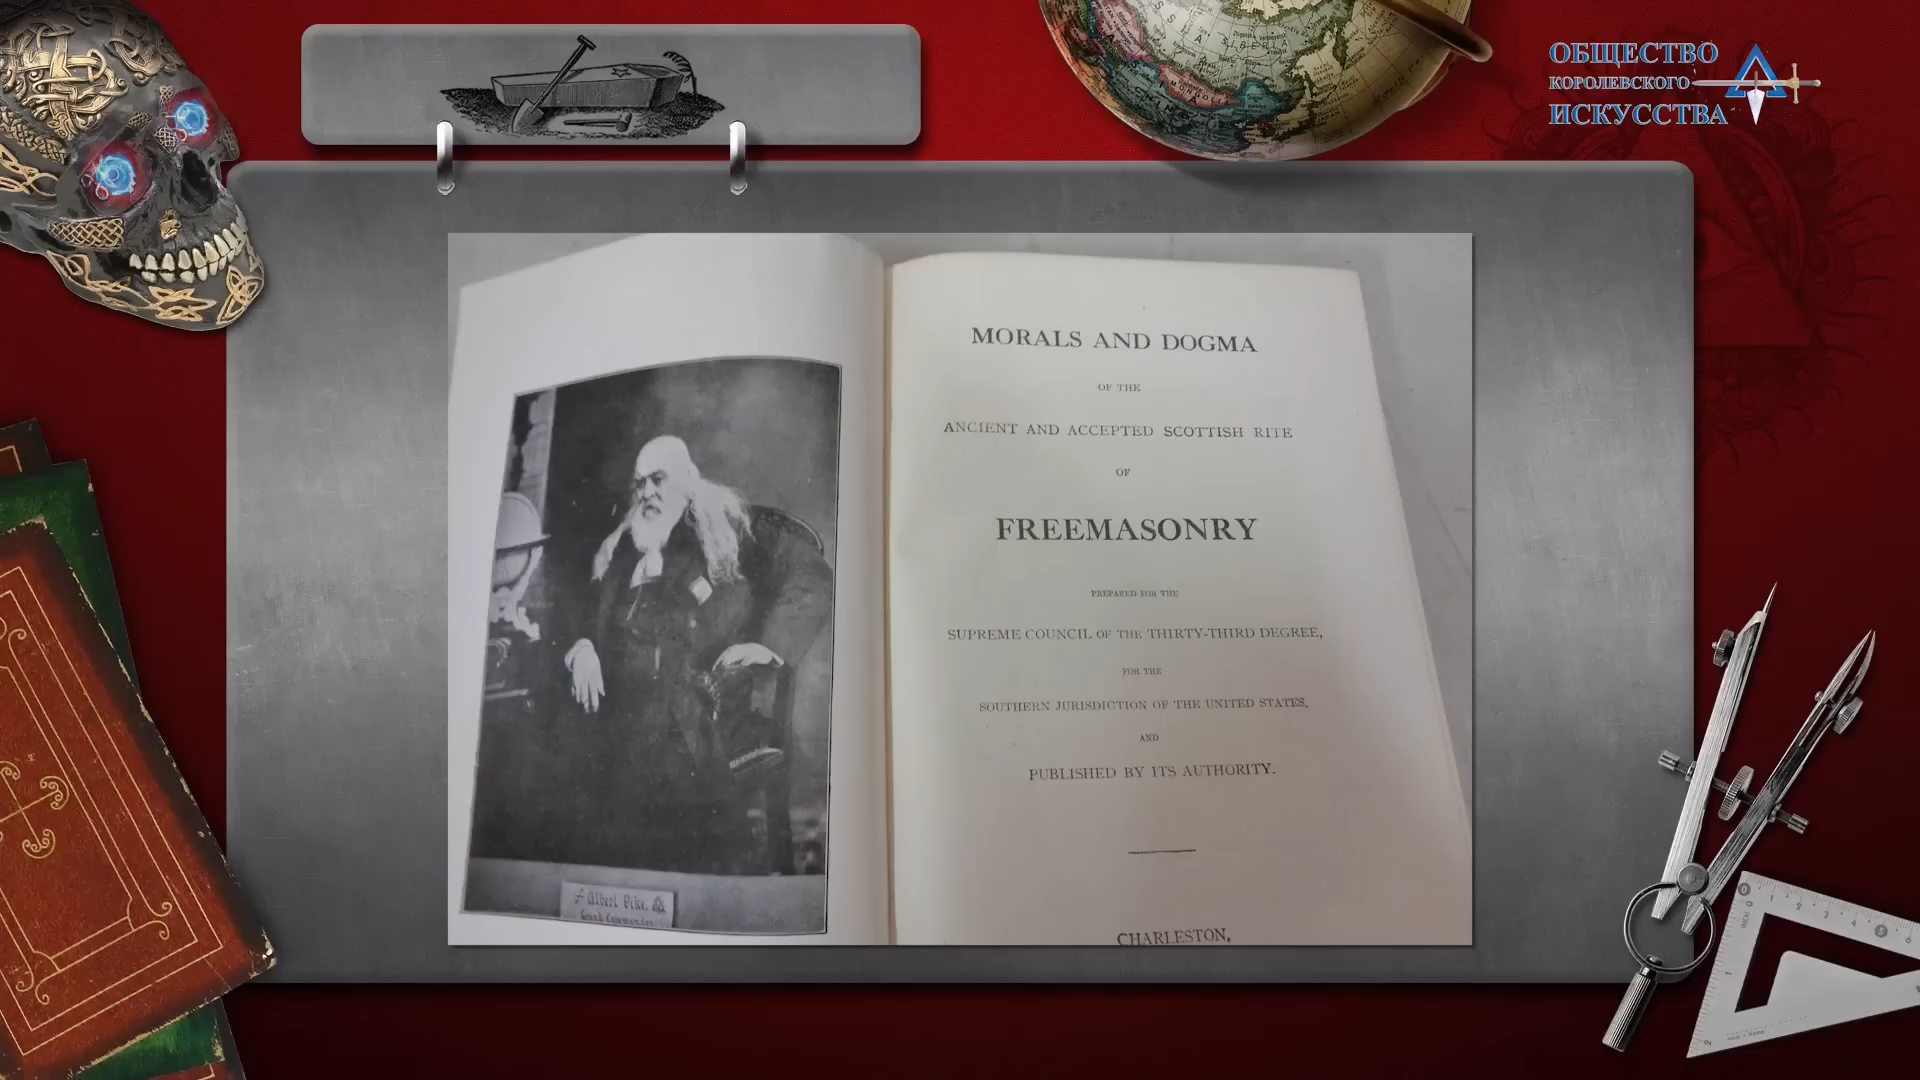 ОБЩЕСТВО
КОРОЛЕВСКОГО
ИСКУССТВА
MORALS AND DOGMA
OF THE
ANCIENT AND ACCEPTED SCOTTISH RITE
OF
FREEMASONRY
PREPARED FOR THE
SUPREME COUNCIL OF THE THIRTY-THIRD DEGREE,
FOR THE
SOUTHERN JURISDICTION OF THE UNITED STATES,
AND
PUBLISHED BY ITS AUTHORITY.
CHARLESTON,
Albert Pike.
Grand Commander.